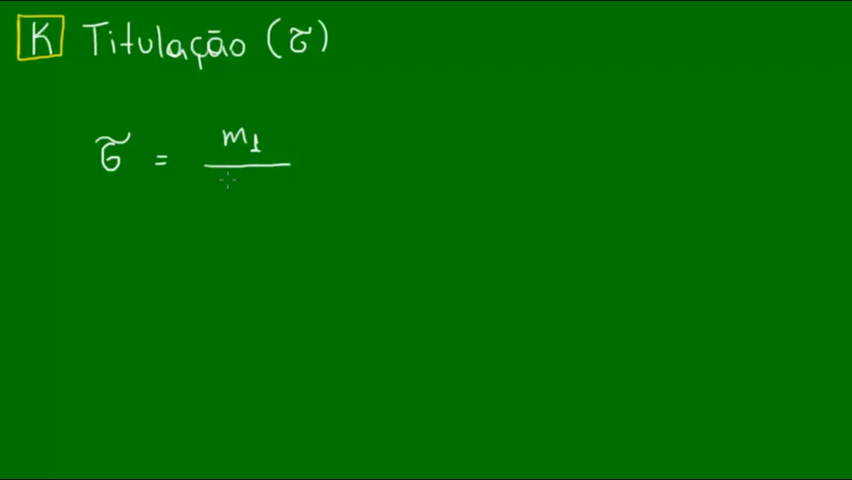 K Titulação (τ)
τ = m₁